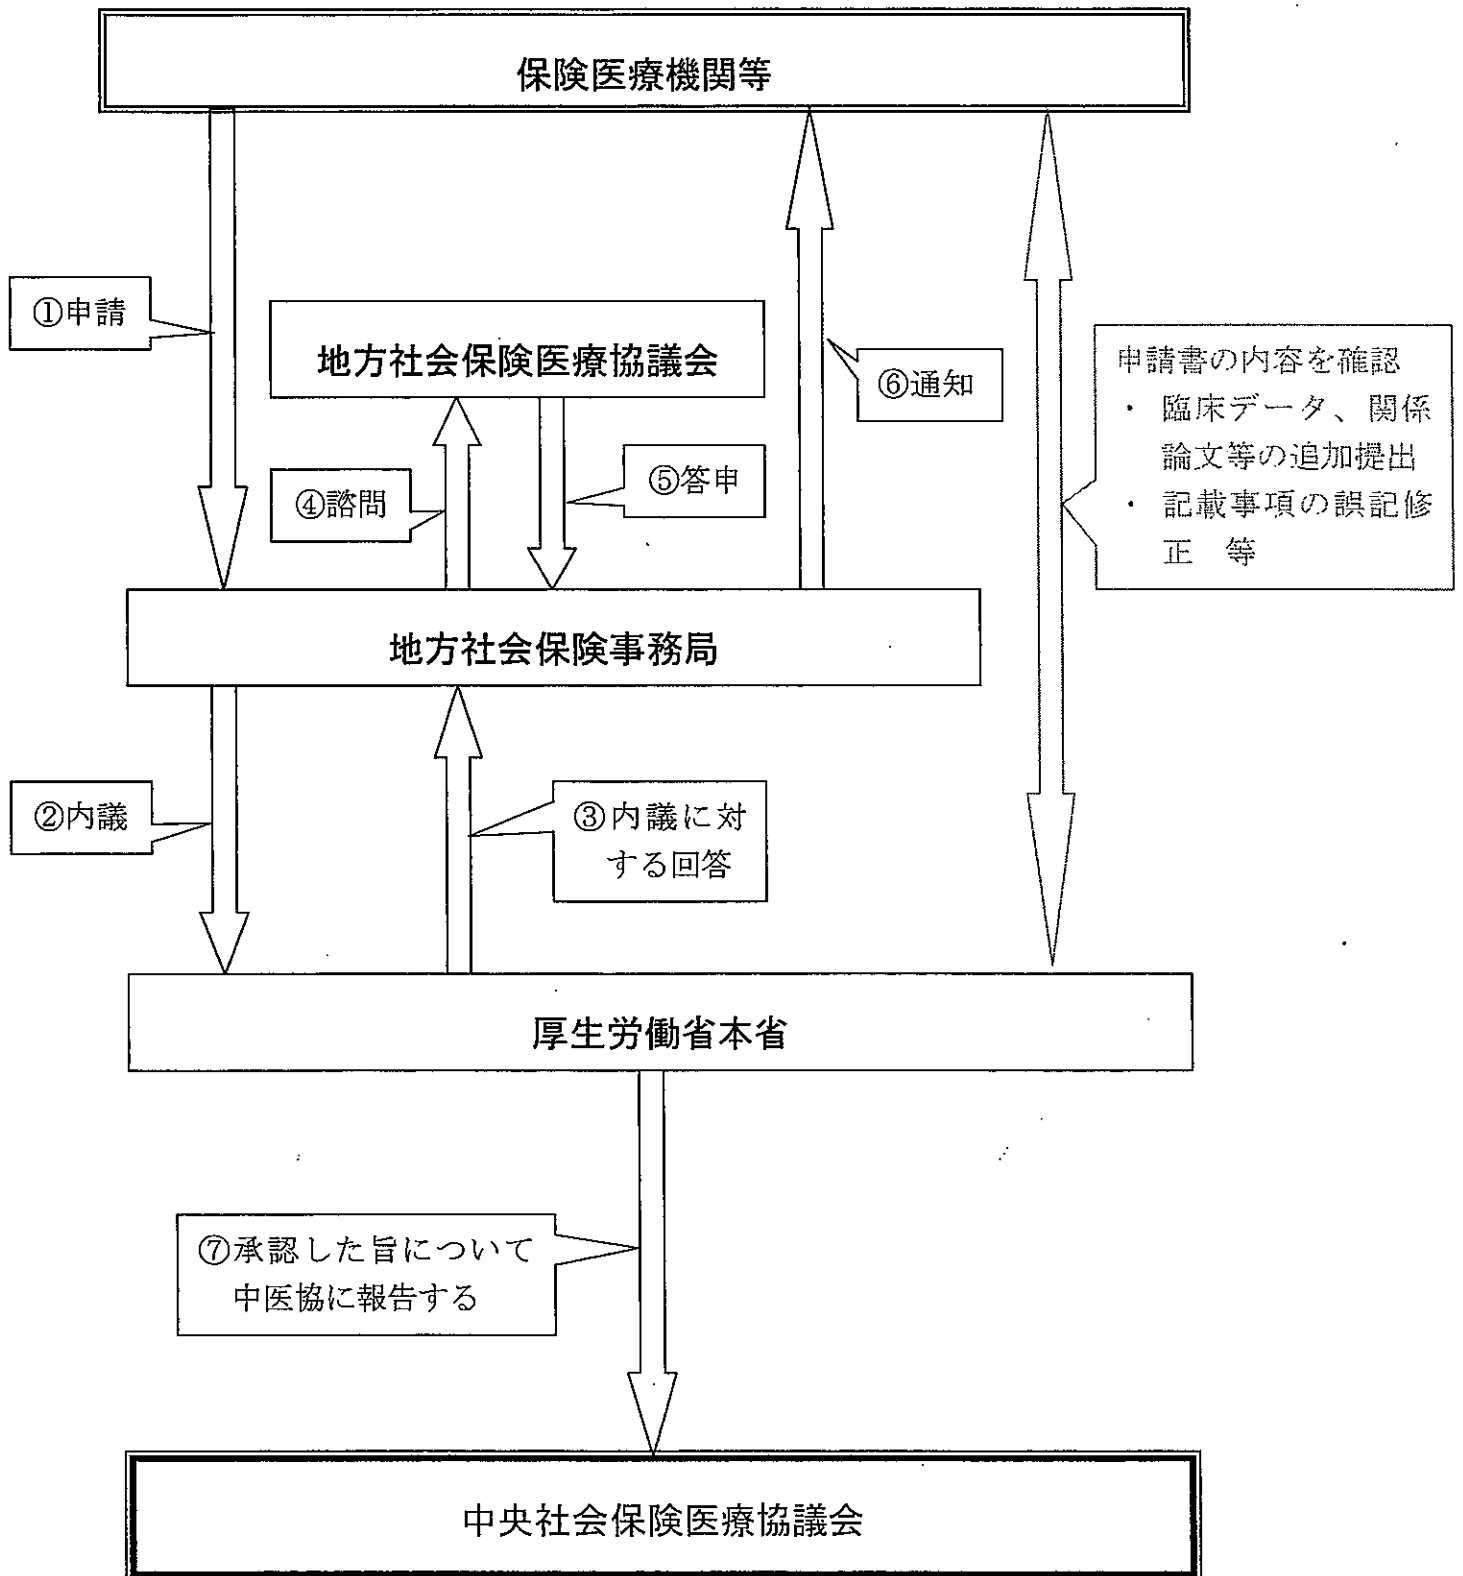 保険医療機関等
①申請
地方社会保険医療協議会
④諮問
⑤答申
⑥通知
申請書の内容を確認
・ 臨床データ、関係
論文等の追加提出
・ 記載事項の誤記修
正　等
地方社会保険事務局
②内議
③内議に対
する回答
厚生労働省本省
⑦承認した旨について
中医協に報告する
中央社会保険医療協議会